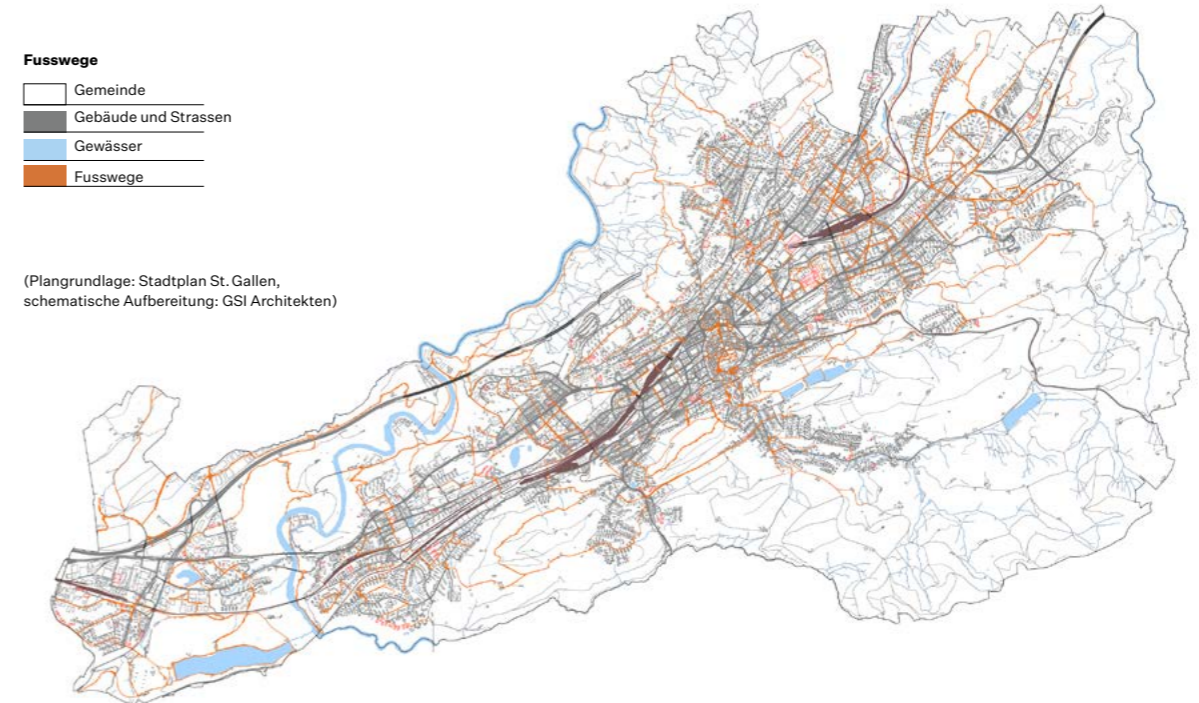 Fusswege
Gemeinde
Gebäude und Strassen
Gewässer
Fusswege
(Plangrundlage: Stadtplan St. Gallen,
schematische Aufbereitung: GSI Architekten)